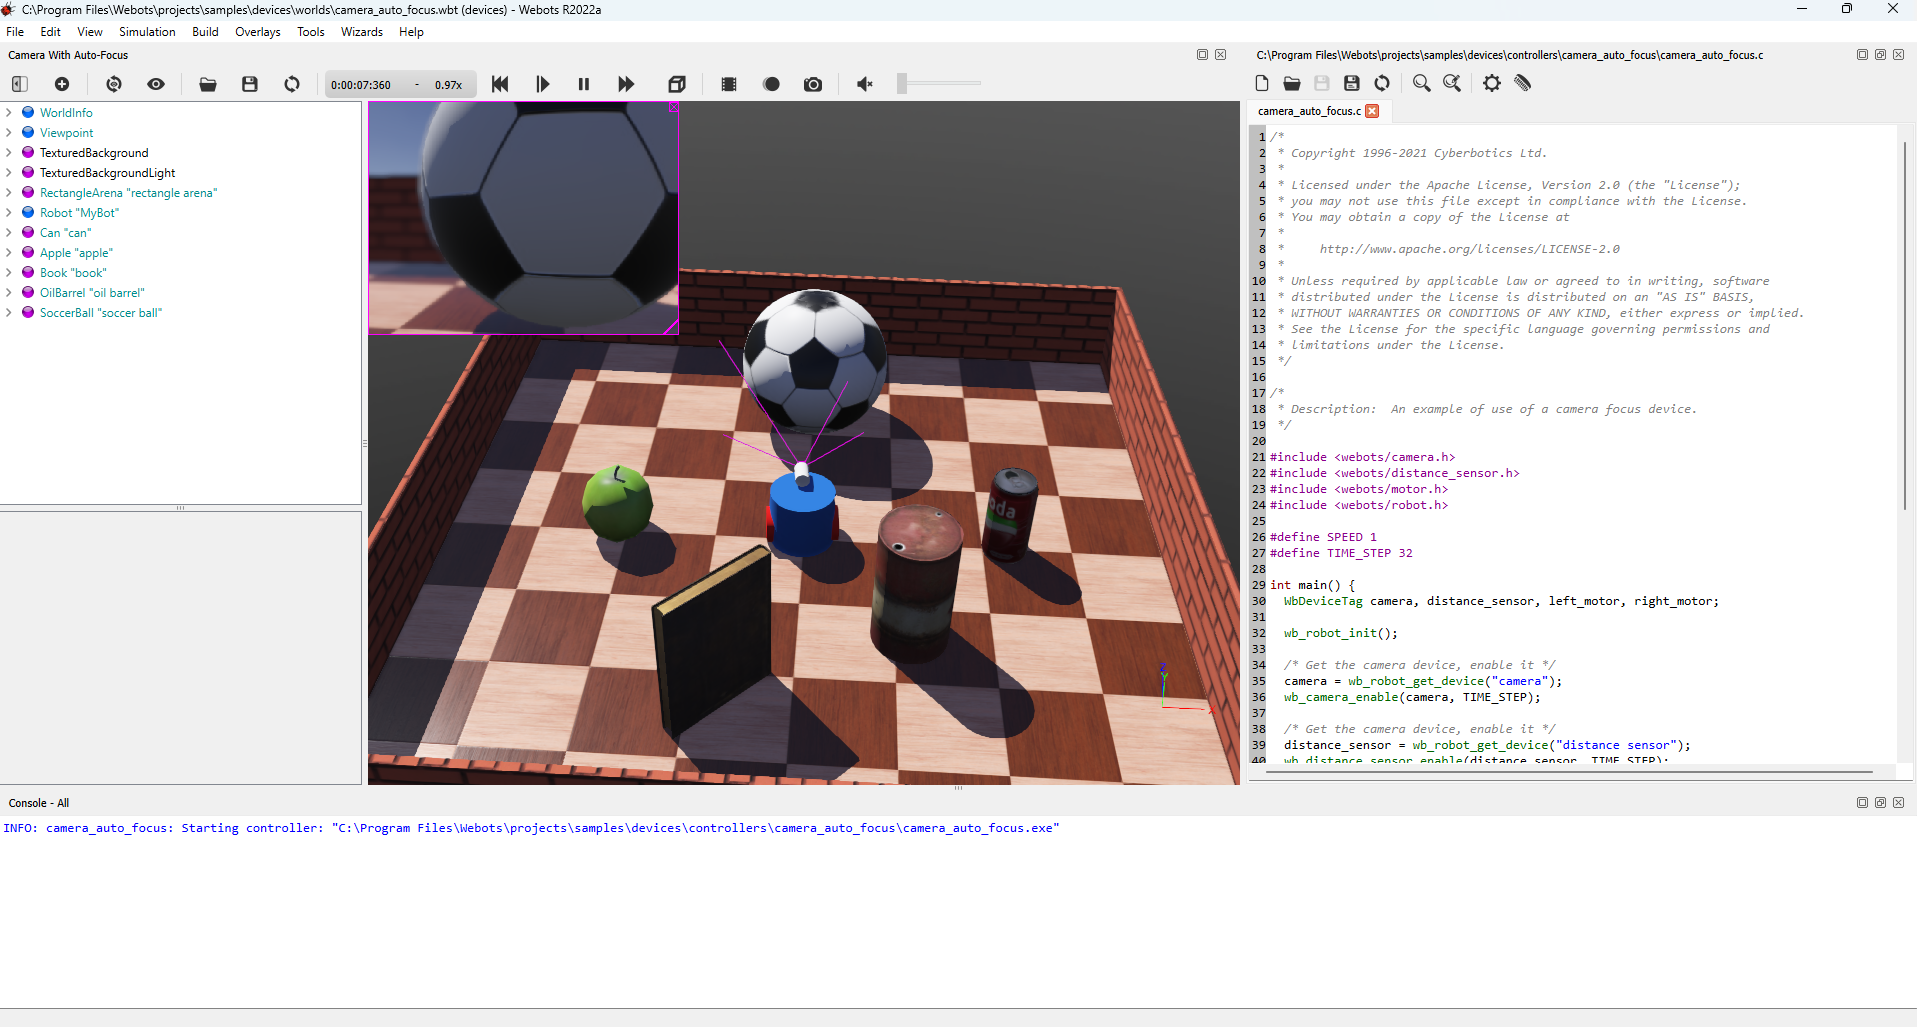 C:\Program Files\Webots\projects\samples\devices\worlds\camera_auto_focus.wbt (devices) - Webots R2022a
File Edit View Simulation Build Overlays Tools Wizards Help
Camera With Auto-Focus
0:00:07:360 - 0.97x
WorldInfo
Viewpoint
TexturedBackground
TexturedBackgroundLight
RectangleArena "rectangle arena"
Robot "MyBot"
Can "can"
Apple "apple"
Book "book"
OilBarrel "oil barrel"
SoccerBall "soccer ball"
ada
Z
Y
X
C:\Program Files\Webots\projects\samples\devices\controllers\camera_auto_focus\camera_auto_focus.c
camera_auto_focus.c
1 /*
2 * Copyright 1996-2021 Cyberbotics Ltd.
3 *
4 * Licensed under the Apache License, Version 2.0 (the "License");
5 * you may not use this file except in compliance with the License.
6 * You may obtain a copy of the License at
7 *
8 * http://www.apache.org/licenses/LICENSE-2.0
9 *
10 * Unless required by applicable law or agreed to in writing, software
11 * distributed under the License is distributed on an "AS IS" BASIS,
12 * WITHOUT WARRANTIES OR CONDITIONS OF ANY KIND, either express or implied.
13 * See the License for the specific language governing permissions and
14 * limitations under the License.
15 */
16
17 /*
18 * Description: An example of use of a camera focus device.
19 */
20
21 #include <webots/camera.h>
22 #include <webots/distance_sensor.h>
23 #include <webots/motor.h>
24 #include <webots/robot.h>
25
26 #define SPEED 1
27 #define TIME_STEP 32
28
29 int main() {
30 WbDeviceTag camera, distance_sensor, left_motor, right_motor;
31
32 wb_robot_init();
33
34 /* Get the camera device, enable it */
35 camera = wb_robot_get_device("camera");
36 wb_camera_enable(camera, TIME_STEP);
37
38 /* Get the camera device, enable it */
39 distance_sensor = wb_robot_get_device("distance sensor");
40 wb_distance_sensor_enable(distance_sensor, TIME_STEP);
Console - All
INFO: camera_auto_focus: Starting controller: "C:\Program Files\Webots\projects\samples\devices\controllers\camera_auto_focus\camera_auto_focus.exe"